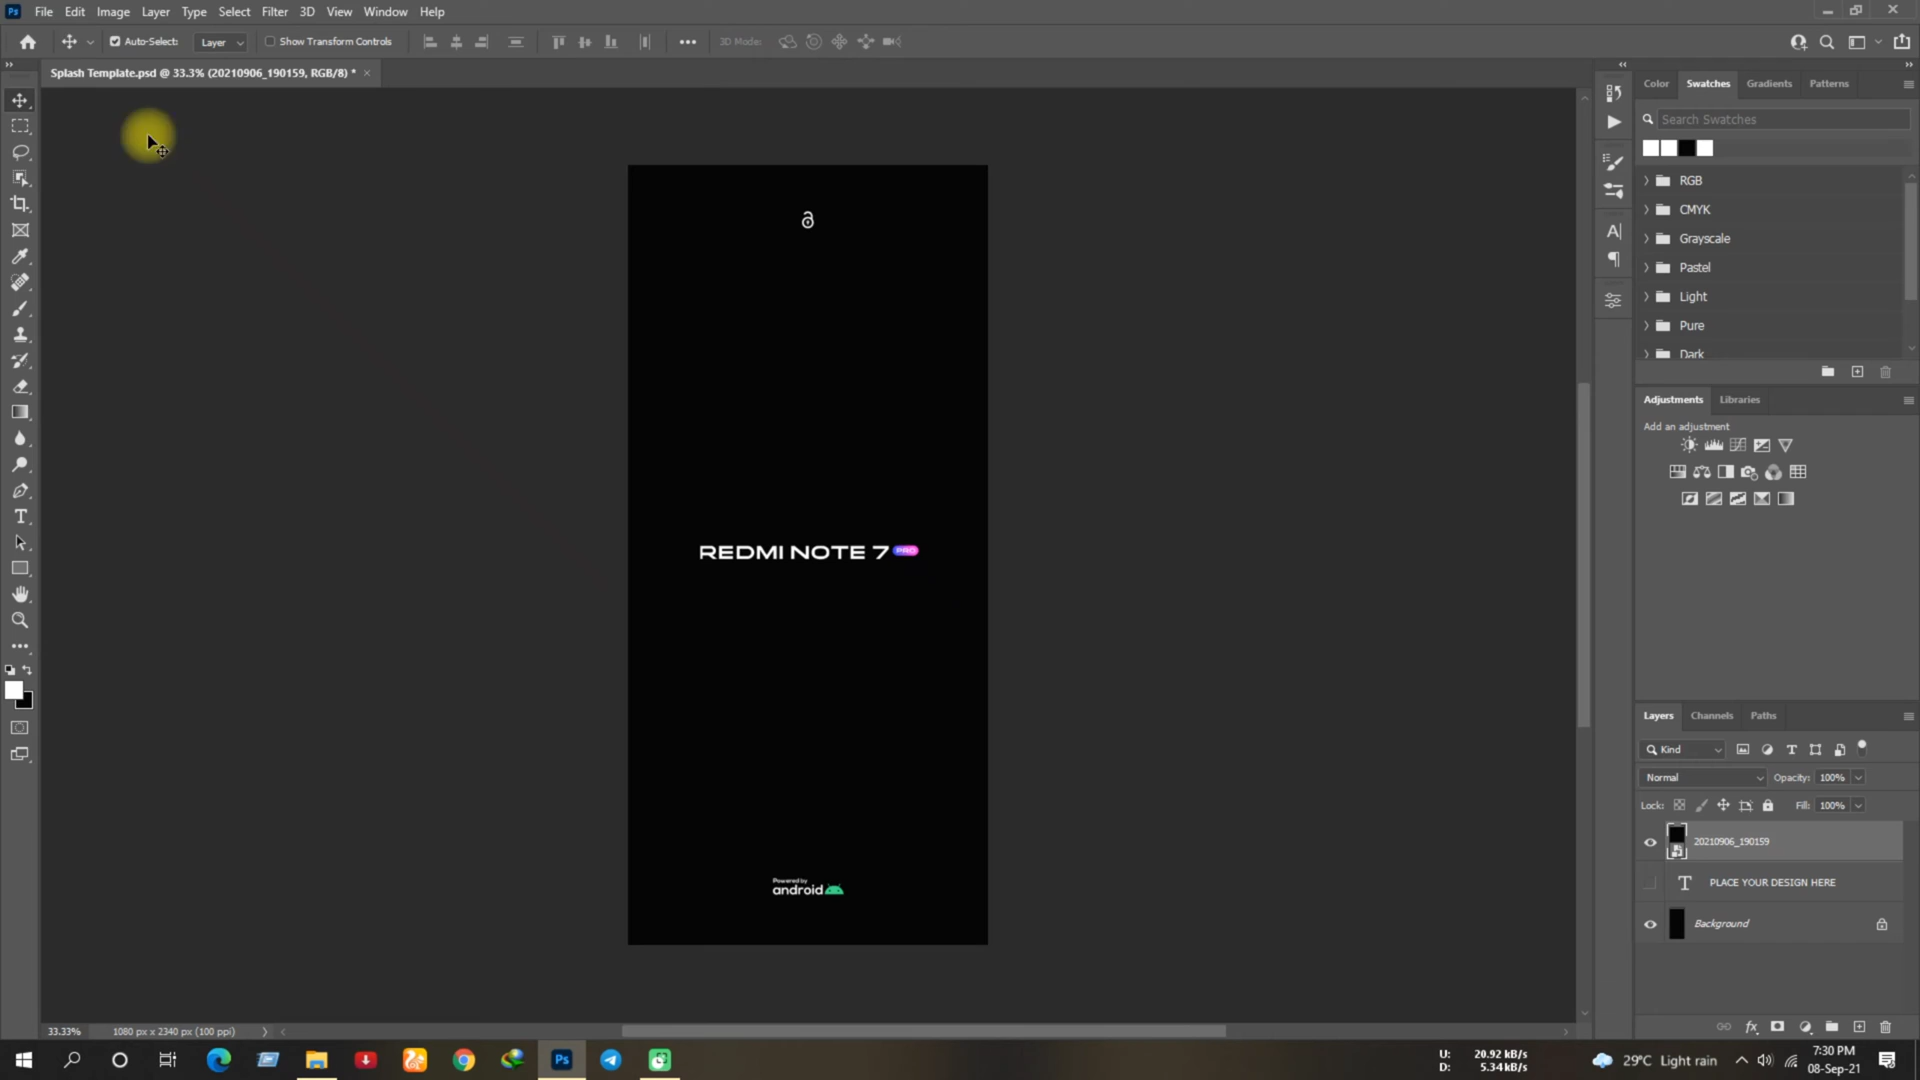 Ps File Edit Image Layer Type Select Filter 3D View Window Help
Auto-Select: Layer Show Transform Controls 3D Mode:
Splash Template.psd @ 33.3% (20210906_190159, RGB/8) *
Color Swatches Gradients Patterns
Search Swatches
RGB
CMYK
Grayscale
Pastel
Light
Pure
Dark
Adjustments Libraries
Add an adjustment
REDMI NOTE 7 PRO
Powered by
android
Layers Channels Paths
Kind
Normal Opacity: 100%
Lock: Fill: 100%
20210906_190159
PLACE YOUR DESIGN HERE
Background
33.33% 1080 px x 2340 px (100 ppi)
U: 20.92 kB/s
D: 5.34 kB/s
29°C Light rain
7:30 PM
08-Sep-21